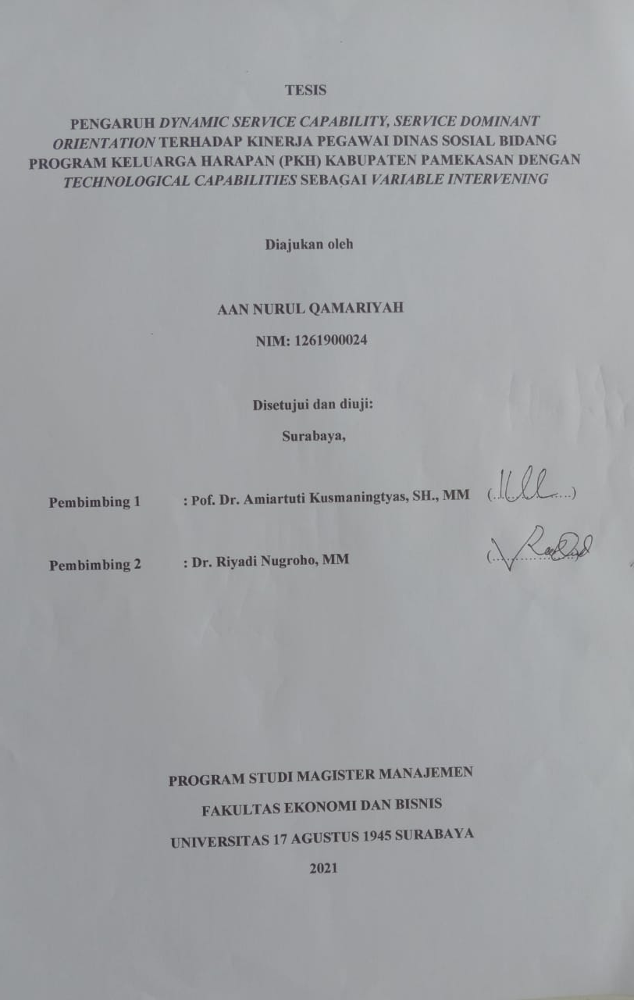 TESIS
PENGARUH DYNAMIC SERVICE CAPABILITY, SERVICE DOMINANT
ORIENTATION TERHADAP KINERJA PEGAWAI DINAS SOSIAL BIDANG
PROGRAM KELUARGA HARAPAN (PKH) KABUPATEN PAMEKASAN DENGAN
TECHNOLOGICAL CAPABILITIES SEBAGAI VARIABLE INTERVENING
Diajukan oleh
AAN NURUL QAMARIYAH
NIM: 1261900024
Disetujui dan diuji:
Surabaya,
Pembimbing 1 : Pof. Dr. Amiartuti Kusmaningtyas, SH., MM (............)
Pembimbing 2 : Dr. Riyadi Nugroho, MM (............)
PROGRAM STUDI MAGISTER MANAJEMEN
FAKULTAS EKONOMI DAN BISNIS
UNIVERSITAS 17 AGUSTUS 1945 SURABAYA
2021